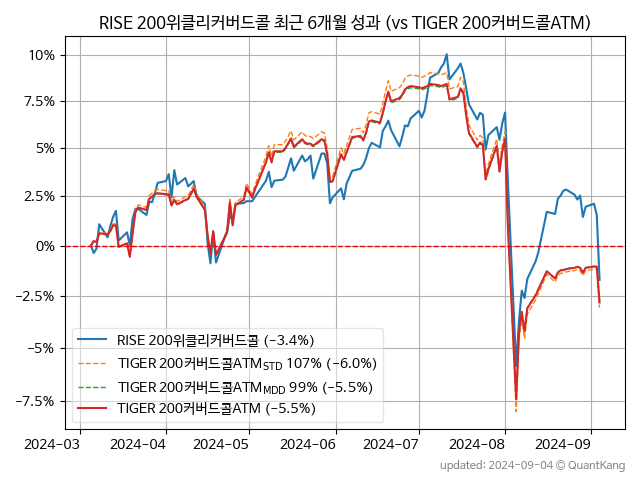 RISE 200위클리커버드콜 최근 6개월 성과 (vs TIGER 200커버드콜ATM)
10%
7.5%
5%
2.5%
0%
−2.5%
−5%
−7.5%
RISE 200위클리커버드콜 (−3.4%)
TIGER 200커버드콜ATM STD 107% (−6.0%)
TIGER 200커버드콜ATM MDD 99% (−5.5%)
TIGER 200커버드콜ATM (−5.5%)
2024-03 2024-04 2024-05 2024-06 2024-07 2024-08 2024-09
updated: 2024-09-04 © QuantKang